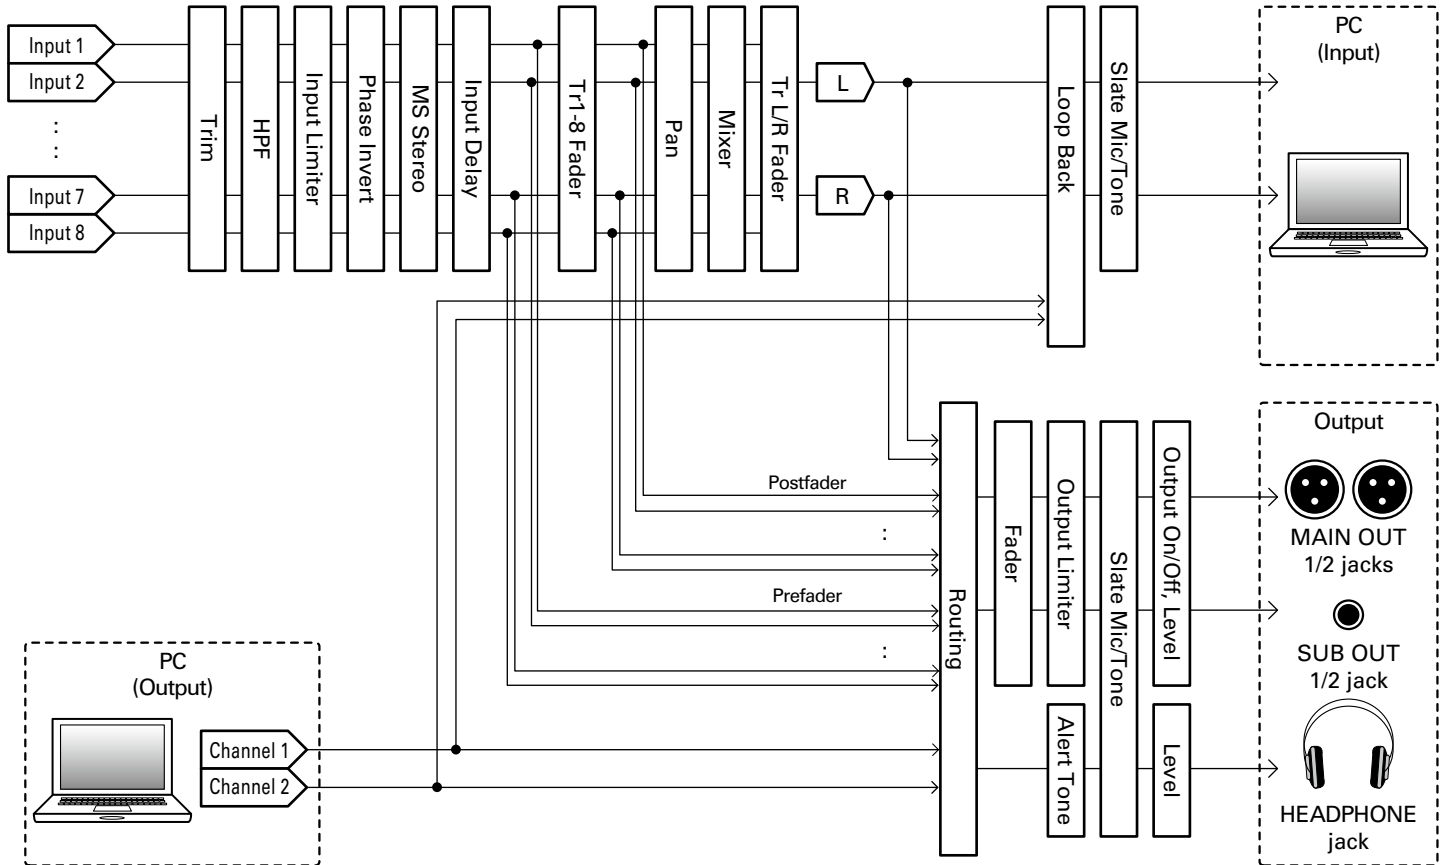 Input 1
Input 2
:
:
Input 7
Input 8
Trim
HPF
Input Limiter
Phase Invert
MS Stereo
Input Delay
Tr1-8 Fader
Pan
Mixer
Tr L/R Fader
L
R
Loop Back
Slate Mic/Tone
PC
(Input)
Postfader
:
Prefader
:
Routing
Fader
Output Limiter
Alert Tone
Slate Mic/Tone
Output On/Off, Level
Level
Output
MAIN OUT
1/2 jacks
SUB OUT
1/2 jack
HEADPHONE
jack
PC
(Output)
Channel 1
Channel 2